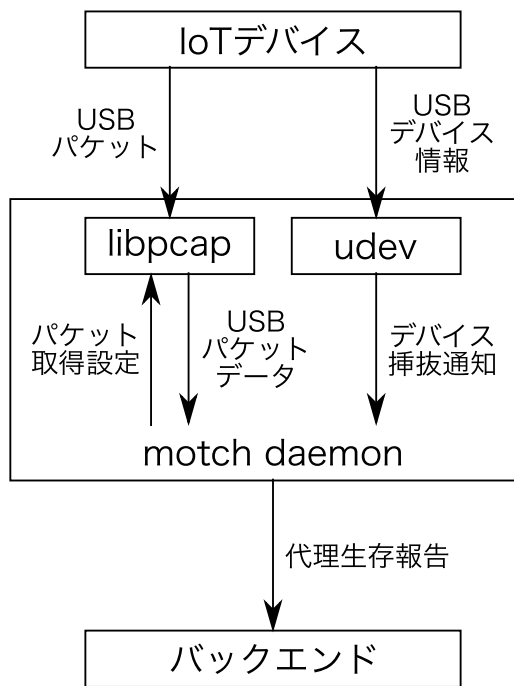 IoTデバイス
USB
パケット
USB
デバイス
情報
libpcap
udev
パケット
取得設定
USB
パケット
データ
デバイス
挿抜通知
motch daemon
代理生存報告
バックエンド